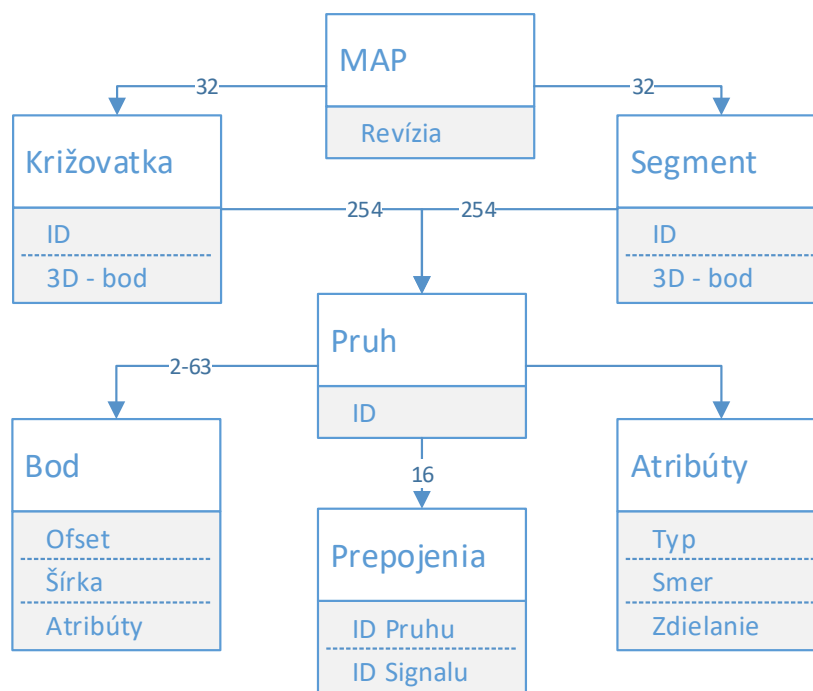 MAP
Revízia
32
32
Križovatka
ID
3D - bod
Segment
ID
3D - bod
254
254
Pruh
ID
2-63
16
Bod
Ofset
Šírka
Atribúty
Prepojenia
ID Pruhu
ID Signalu
Atribúty
Typ
Smer
Zdielanie